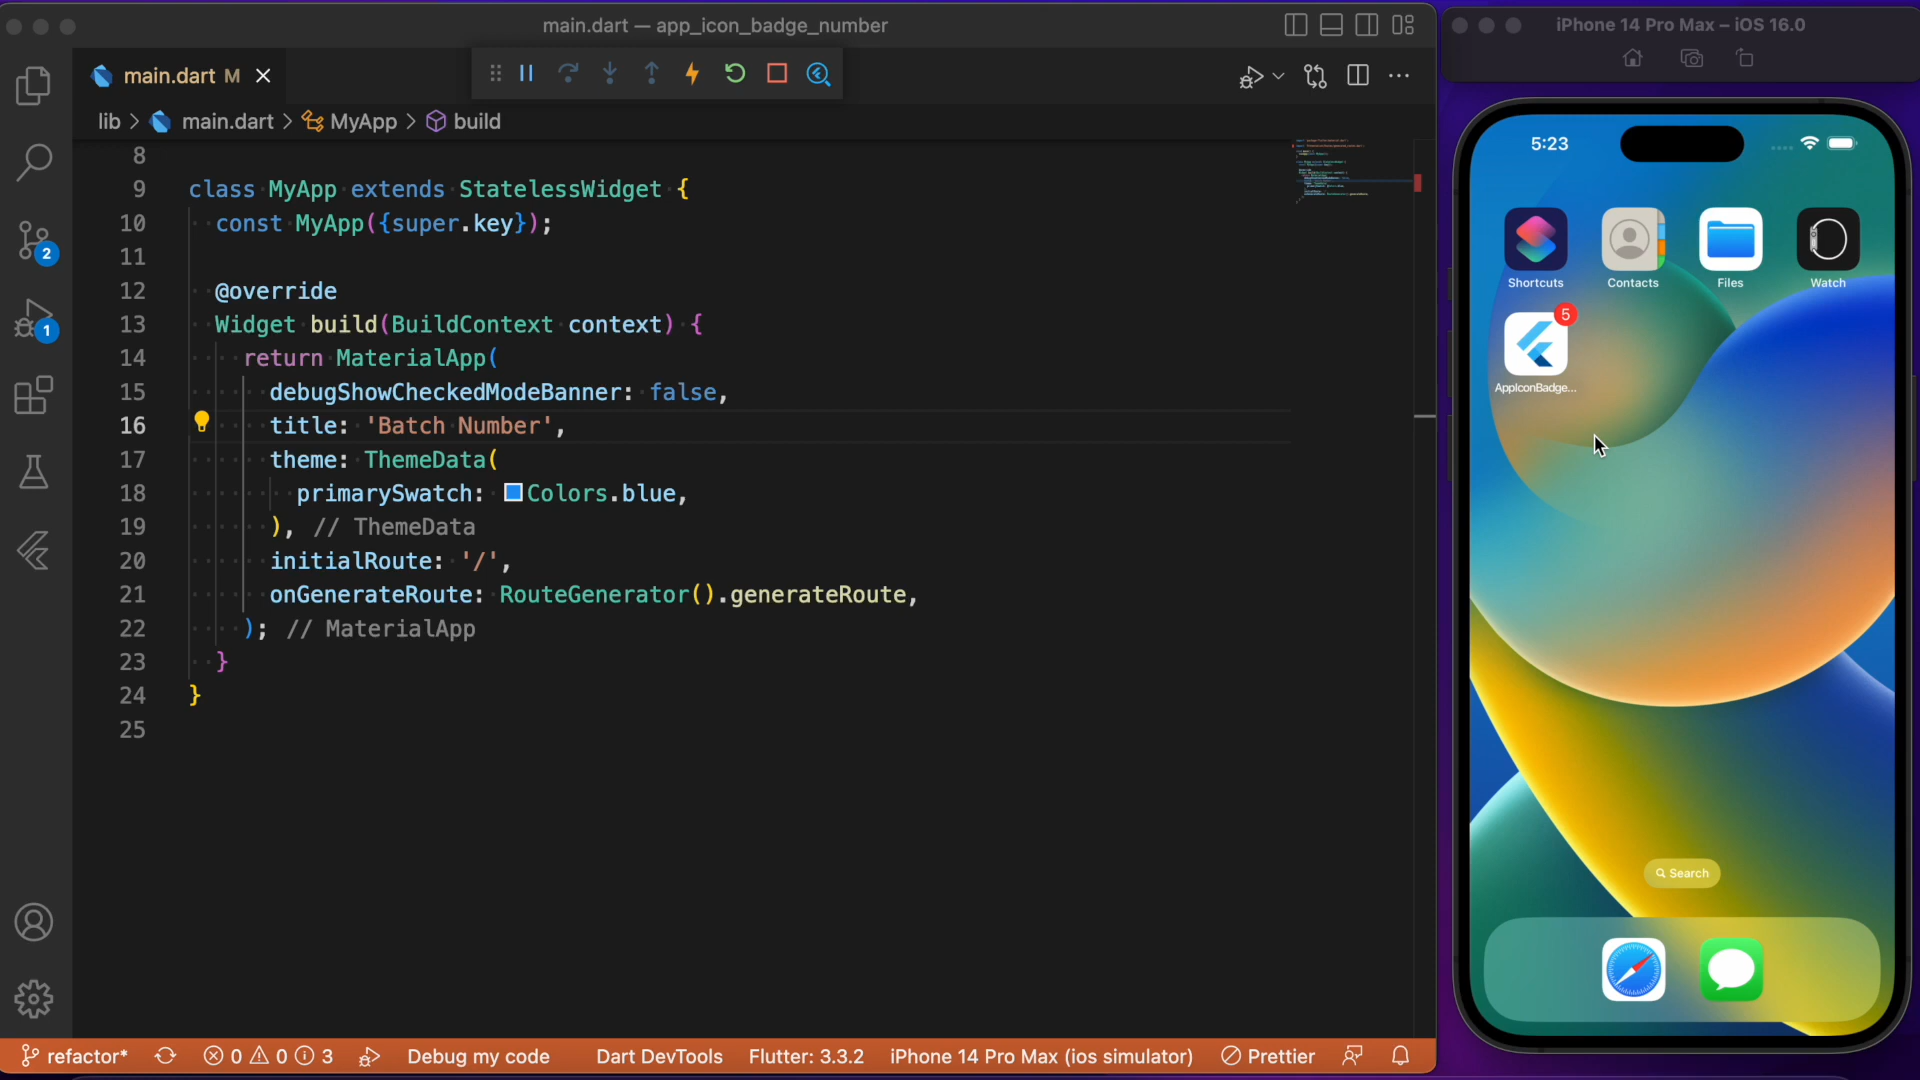 main.dart — app_icon_badge_number
main.dart M
lib > main.dart > MyApp > build
8
9 class MyApp extends StatelessWidget {
10 const MyApp({super.key});
11
12 @override
13 Widget build(BuildContext context) {
14 return MaterialApp(
15 debugShowCheckedModeBanner: false,
16 title: 'Batch Number',
17 theme: ThemeData(
18 primarySwatch: Colors.blue,
19 ), // ThemeData
20 initialRoute: '/',
21 onGenerateRoute: RouteGenerator().generateRoute,
22 ); // MaterialApp
23 }
24 }
25
2
1
refactor* 0 0 3 Debug my code Dart DevTools Flutter: 3.3.2 iPhone 14 Pro Max (ios simulator) Prettier
iPhone 14 Pro Max – iOS 16.0
5:23
Shortcuts Contacts Files Watch
5
AppIconBadge...
Search